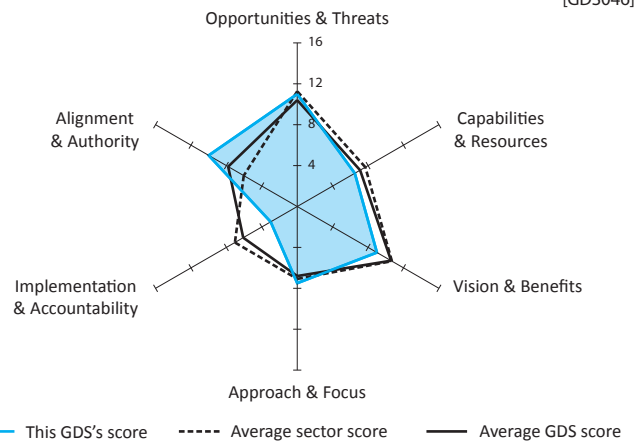 [GDS046]
Opportunities & Threats
16
12
8
4
Alignment
& Authority
Capabilities
& Resources
Implementation
& Accountability
Vision & Benefits
Approach & Focus
This GDS's score
Average sector score
Average GDS score